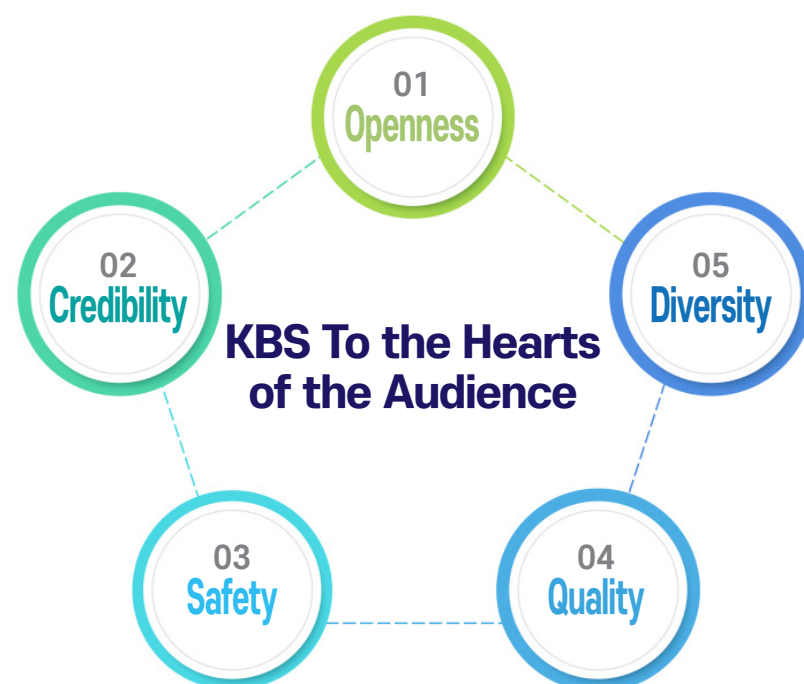 01
Openness
02
Credibility
05
Diversity
KBS To the Hearts
of the Audience
03
Safety
04
Quality